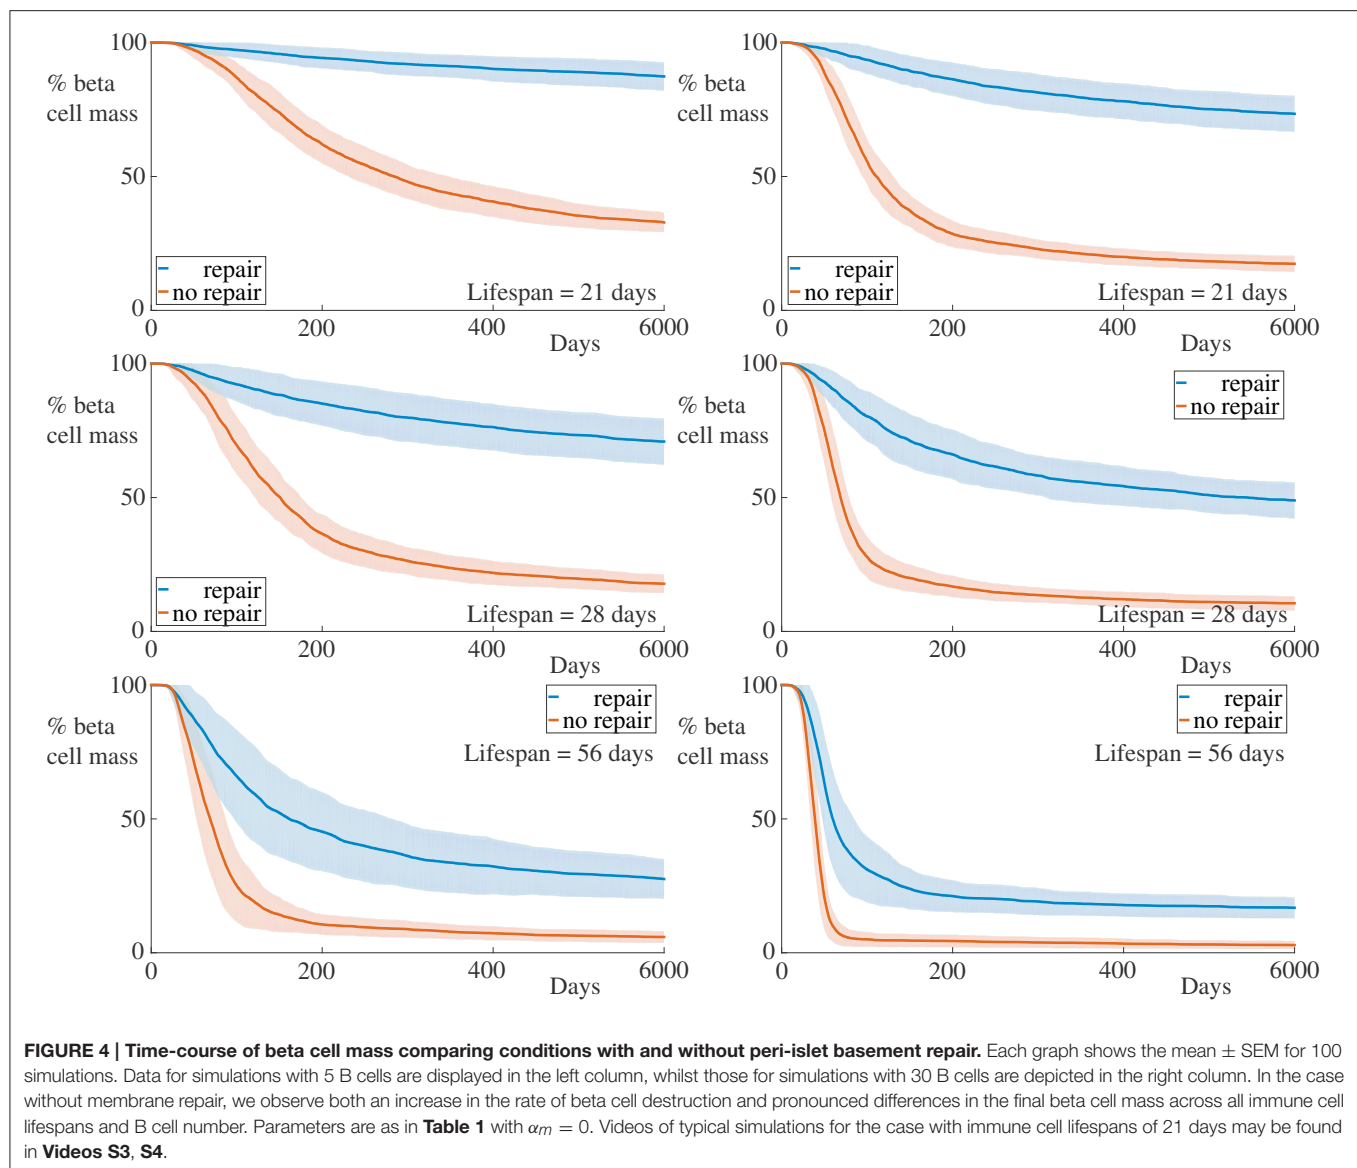 100
% beta
cell mass
50
repair
no repair
Lifespan = 21 days
0
0
200
400
6000
Days
100
% beta
cell mass
50
repair
no repair
Lifespan = 21 days
0
0
200
400
6000
Days
100
% beta
cell mass
50
repair
no repair
Lifespan = 28 days
0
0
200
400
6000
Days
100
% beta
cell mass
repair
no repair
50
Lifespan = 28 days
0
0
200
400
6000
Days
100
% beta
cell mass
repair
no repair
Lifespan = 56 days
50
0
0
200
400
6000
Days
100
% beta
cell mass
repair
no repair
Lifespan = 56 days
50
0
0
200
400
6000
Days
FIGURE 4 | Time-course of beta cell mass comparing conditions with and without peri-islet basement repair. Each graph shows the mean ± SEM for 100
simulations. Data for simulations with 5 B cells are displayed in the left column, whilst those for simulations with 30 B cells are depicted in the right column. In the case
without membrane repair, we observe both an increase in the rate of beta cell destruction and pronounced differences in the final beta cell mass across all immune cell
lifespans and B cell number. Parameters are as in Table 1 with αm = 0. Videos of typical simulations for the case with immune cell lifespans of 21 days may be found
in Videos S3, S4.